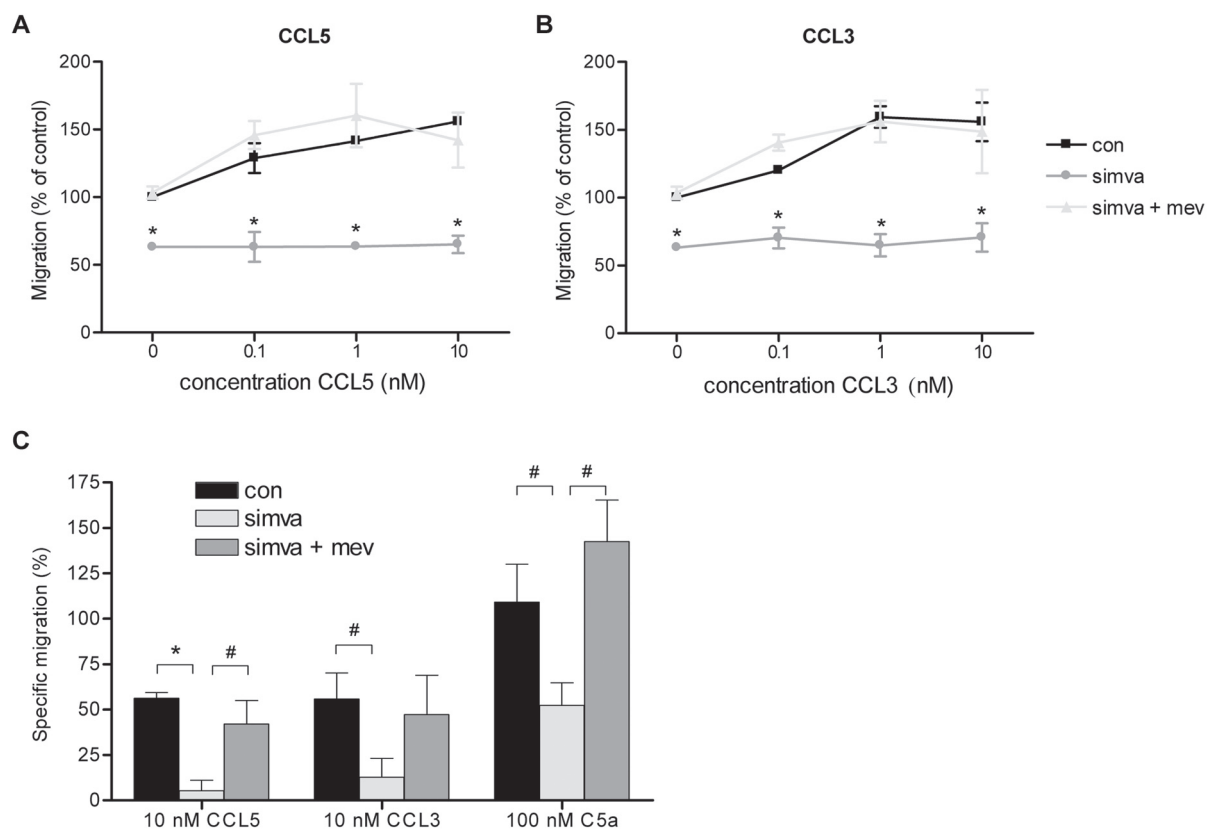 A
CCL5
Migration (% of control)
200
150
100
50
0
*
*
*
*
0
0.1
1
10
concentration CCL5 (nM)
B
CCL3
Migration (% of control)
200
150
100
50
0
*
*
*
*
0
0.1
1
10
concentration CCL3 (nM)
con
simva
simva + mev
C
Specific migration (%)
175
150
125
100
75
50
25
0
con
simva
simva + mev
*
#
#
#
#
10 nM CCL5
10 nM CCL3
100 nM C5a